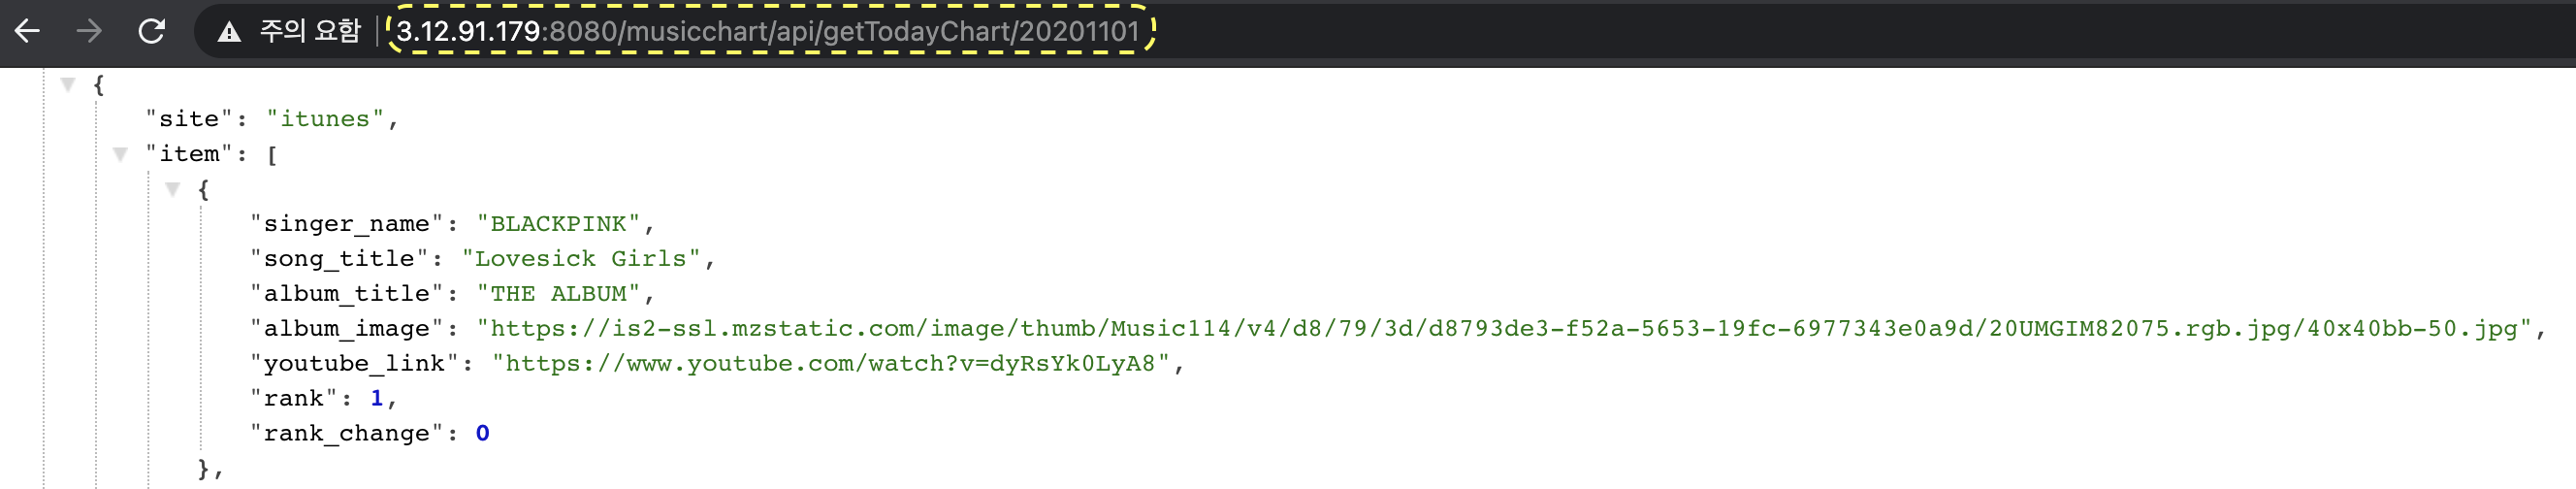 주의 요함 3.12.91.179:8080/musicchart/api/getTodayChart/20201101
{
"site": "itunes",
"item": [
{
"singer_name": "BLACKPINK",
"song_title": "Lovesick Girls",
"album_title": "THE ALBUM",
"album_image": "https://is2-ssl.mzstatic.com/image/thumb/Music114/v4/d8/79/3d/d8793de3-f52a-5653-19fc-6977343e0a9d/20UMGIM82075.rgb.jpg/40x40bb-50.jpg",
"youtube_link": "https://www.youtube.com/watch?v=dyRsYk0LyA8",
"rank": 1,
"rank_change": 0
},